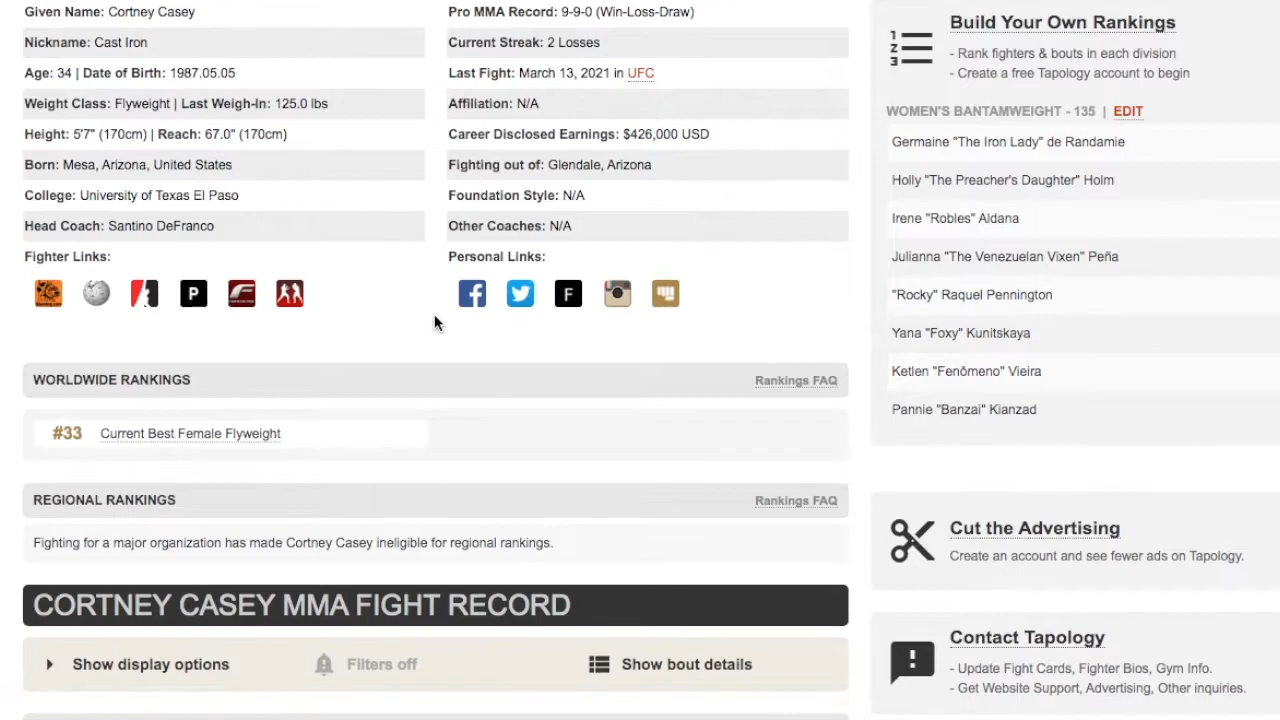 Given Name: Cortney Casey
Nickname: Cast Iron
Age: 34 | Date of Birth: 1987.05.05
Weight Class: Flyweight | Last Weigh-In: 125.0 lbs
Height: 5'7" (170cm) | Reach: 67.0" (170cm)
Born: Mesa, Arizona, United States
College: University of Texas El Paso
Head Coach: Santino DeFranco
Fighter Links:
P
Pro MMA Record: 9-9-0 (Win-Loss-Draw)
Current Streak: 2 Losses
Last Fight: March 13, 2021 in UFC
Affiliation: N/A
Career Disclosed Earnings: $426,000 USD
Fighting out of: Glendale, Arizona
Foundation Style: N/A
Other Coaches: N/A
Personal Links:
F
WORLDWIDE RANKINGS
Rankings FAQ
#33 Current Best Female Flyweight
REGIONAL RANKINGS
Rankings FAQ
Fighting for a major organization has made Cortney Casey ineligible for regional rankings.
CORTNEY CASEY MMA FIGHT RECORD
Show display options
Filters off
Show bout details
Build Your Own Rankings
- Rank fighters & bouts in each division
- Create a free Tapology account to begin
WOMEN'S BANTAMWEIGHT - 135 | EDIT
Germaine "The Iron Lady" de Randamie
Holly "The Preacher's Daughter" Holm
Irene "Robles" Aldana
Julianna "The Venezuelan Vixen" Peña
"Rocky" Raquel Pennington
Yana "Foxy" Kunitskaya
Ketlen "Fenômeno" Vieira
Pannie "Banzai" Kianzad
Cut the Advertising
Create an account and see fewer ads on Tapology.
Contact Tapology
- Update Fight Cards, Fighter Bios, Gym Info.
- Get Website Support, Advertising, Other inquiries.